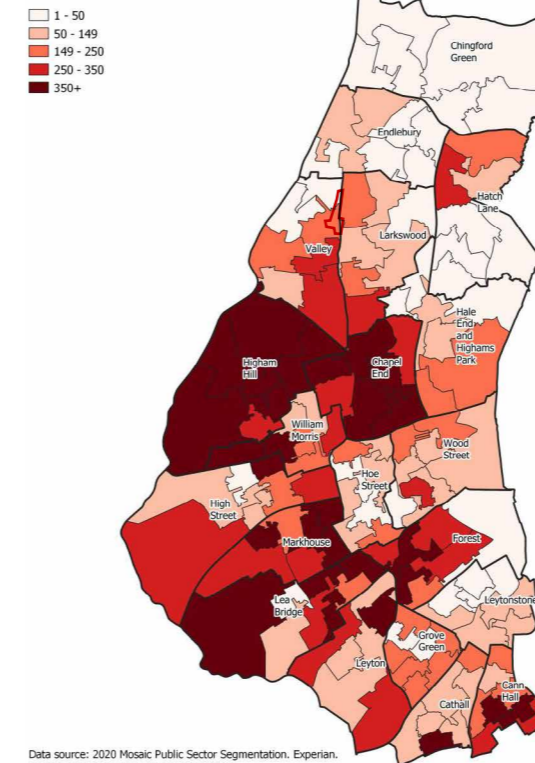 1 - 50
50 - 149
149 - 250
250 - 350
350+
Chingford
Green
Endlebury
Hatch
Lane
Larkswood
Valley
Hale
End
and
Highams
Park
Higham
Hill
Chapel
End
William
Morris
Wood
Street
Hoe
Street
High
Street
Markhouse
Forest
Lea
Bridge
Leytonstone
Grove
Green
Leyton
Cann
Hall
Cathall
Data source: 2020 Mosaic Public Sector Segmentation. Experian.